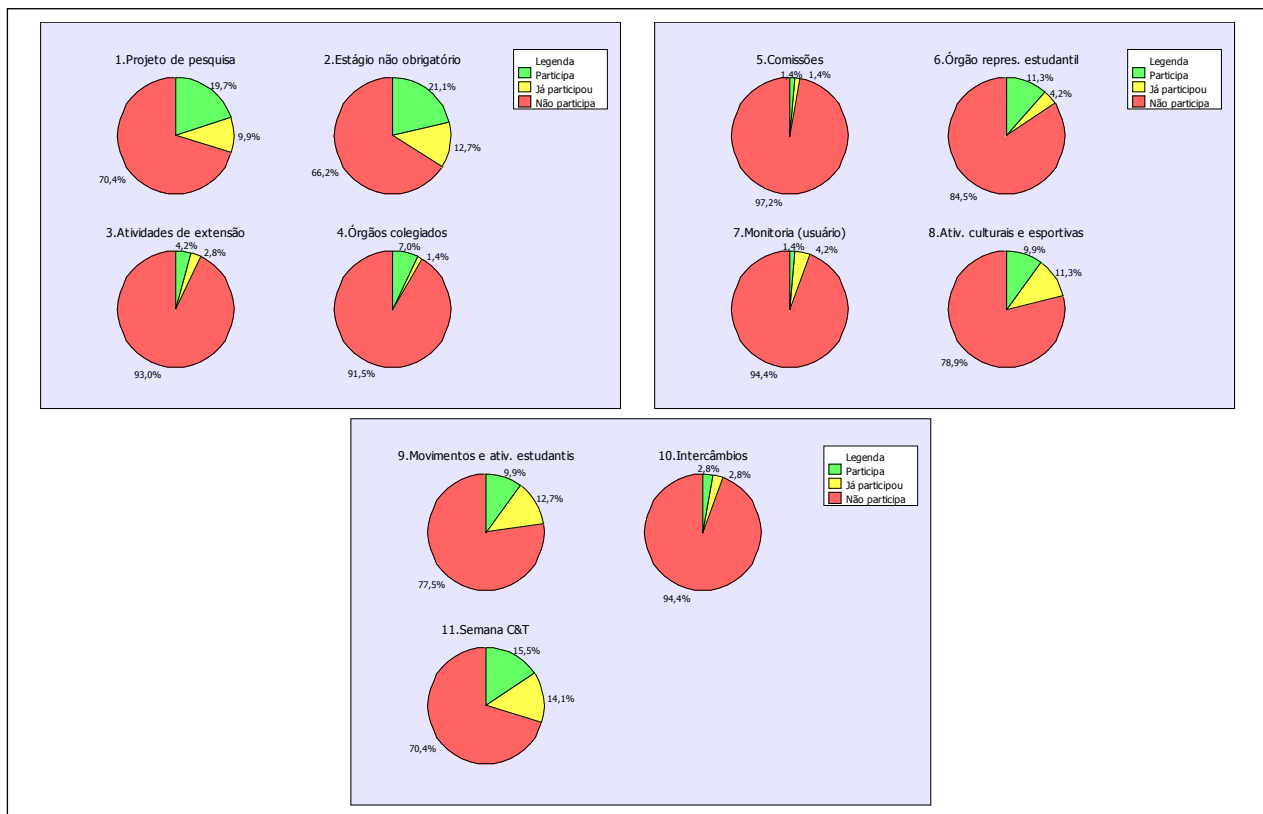 1.Projeto de pesquisa
19,7%
9,9%
70,4%
2.Estágio não obrigatório
21,1%
12,7%
66,2%
Legenda
Participa
Já participou
Não participa
3.Atividades de extensão
4,2%
2,8%
93,0%
4.Órgãos colegiados
7,0%
1,4%
91,5%
5.Comissões
1,4%
1,4%
97,2%
6.Órgão repres. estudantil
11,3%
4,2%
84,5%
Legenda
Participa
Já participou
Não participa
7.Monitoria (usuário)
1,4%
4,2%
94,4%
8.Ativ. culturais e esportivas
9,9%
11,3%
78,9%
9.Movimentos e ativ. estudantis
9,9%
12,7%
77,5%
10.Intercâmbios
2,8%
2,8%
94,4%
Legenda
Participa
Já participou
Não participa
11.Semana C&T
15,5%
14,1%
70,4%